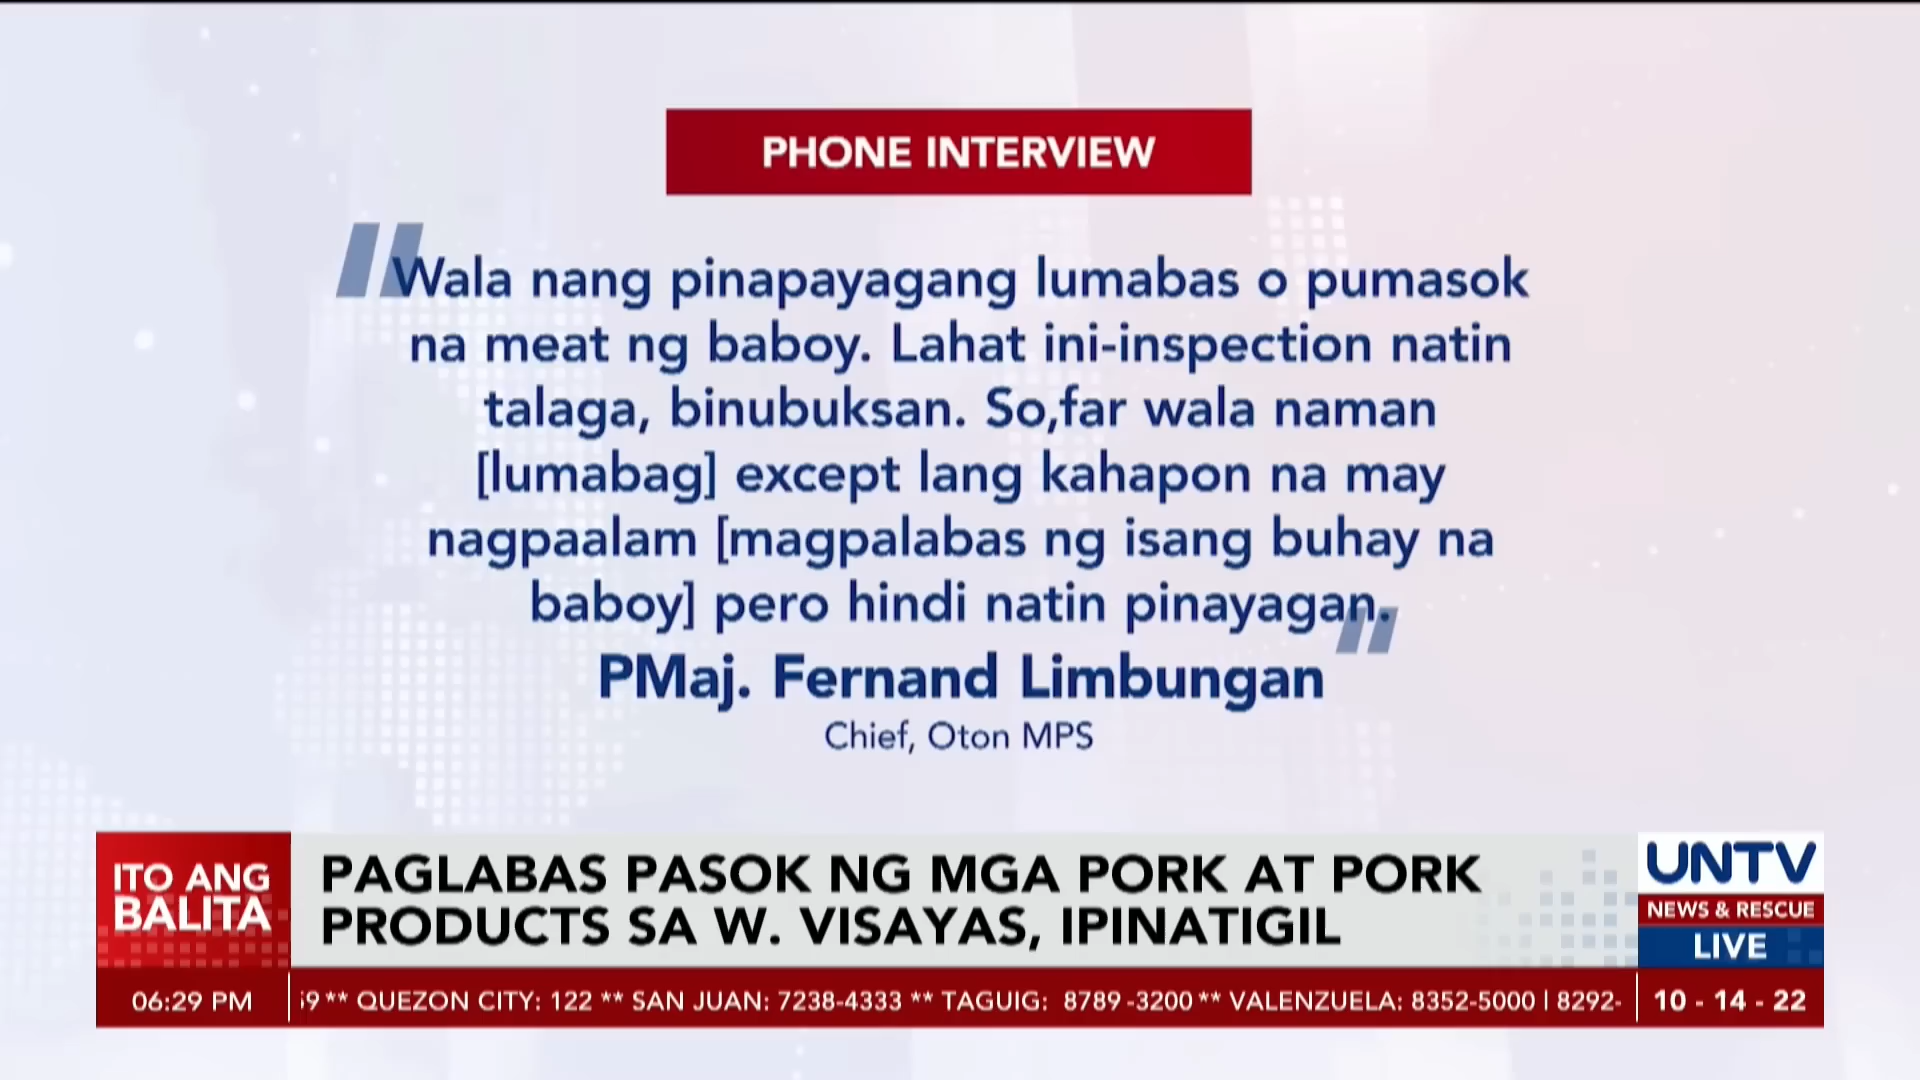 PHONE INTERVIEW
"Wala nang pinapayagang lumabas o pumasok
na meat ng baboy. Lahat ini-inspection natin
talaga, binubuksan. So,far wala naman
[lumabag] except lang kahapon na may
nagpaalam [magpalabas ng isang buhay na
baboy] pero hindi natin pinayagan."
PMaj. Fernand Limbungan
Chief, Oton MPS
ITO ANG
BALITA
PAGLABAS PASOK NG MGA PORK AT PORK
PRODUCTS SA W. VISAYAS, IPINATIGIL
UNTV
NEWS & RESCUE
LIVE
06:29 PM
9 ** QUEZON CITY: 122 ** SAN JUAN: 7238-4333 ** TAGUIG: 8789 -3200 ** VALENZUELA: 8352-5000 | 8292-
10 - 14 - 22